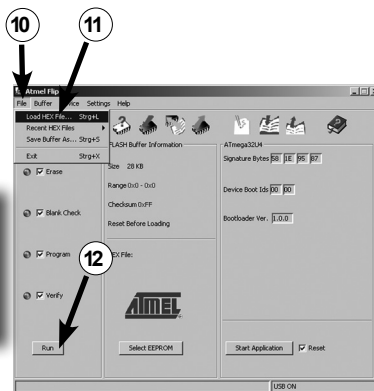 10 11
Atmel Flip
File Buffer Device Settings Help
Load HEX File... Strg+L
Recent HEX Files
Save Buffer As... Strg+S
Exit Strg+X
FLASH Buffer Information
Size 28 KB
Range 0x0 - 0x0
Checksum 0xFF
Reset Before Loading
HEX File:
ATMEL
Select EEPROM
ATmega32U4
Signature Bytes 58 1E 95 87
Device Boot Ids 00 00
Bootloader Ver. 1.0.0
Start Application Reset
Erase
Blank Check
Program
Verify
12
Run
USB ON